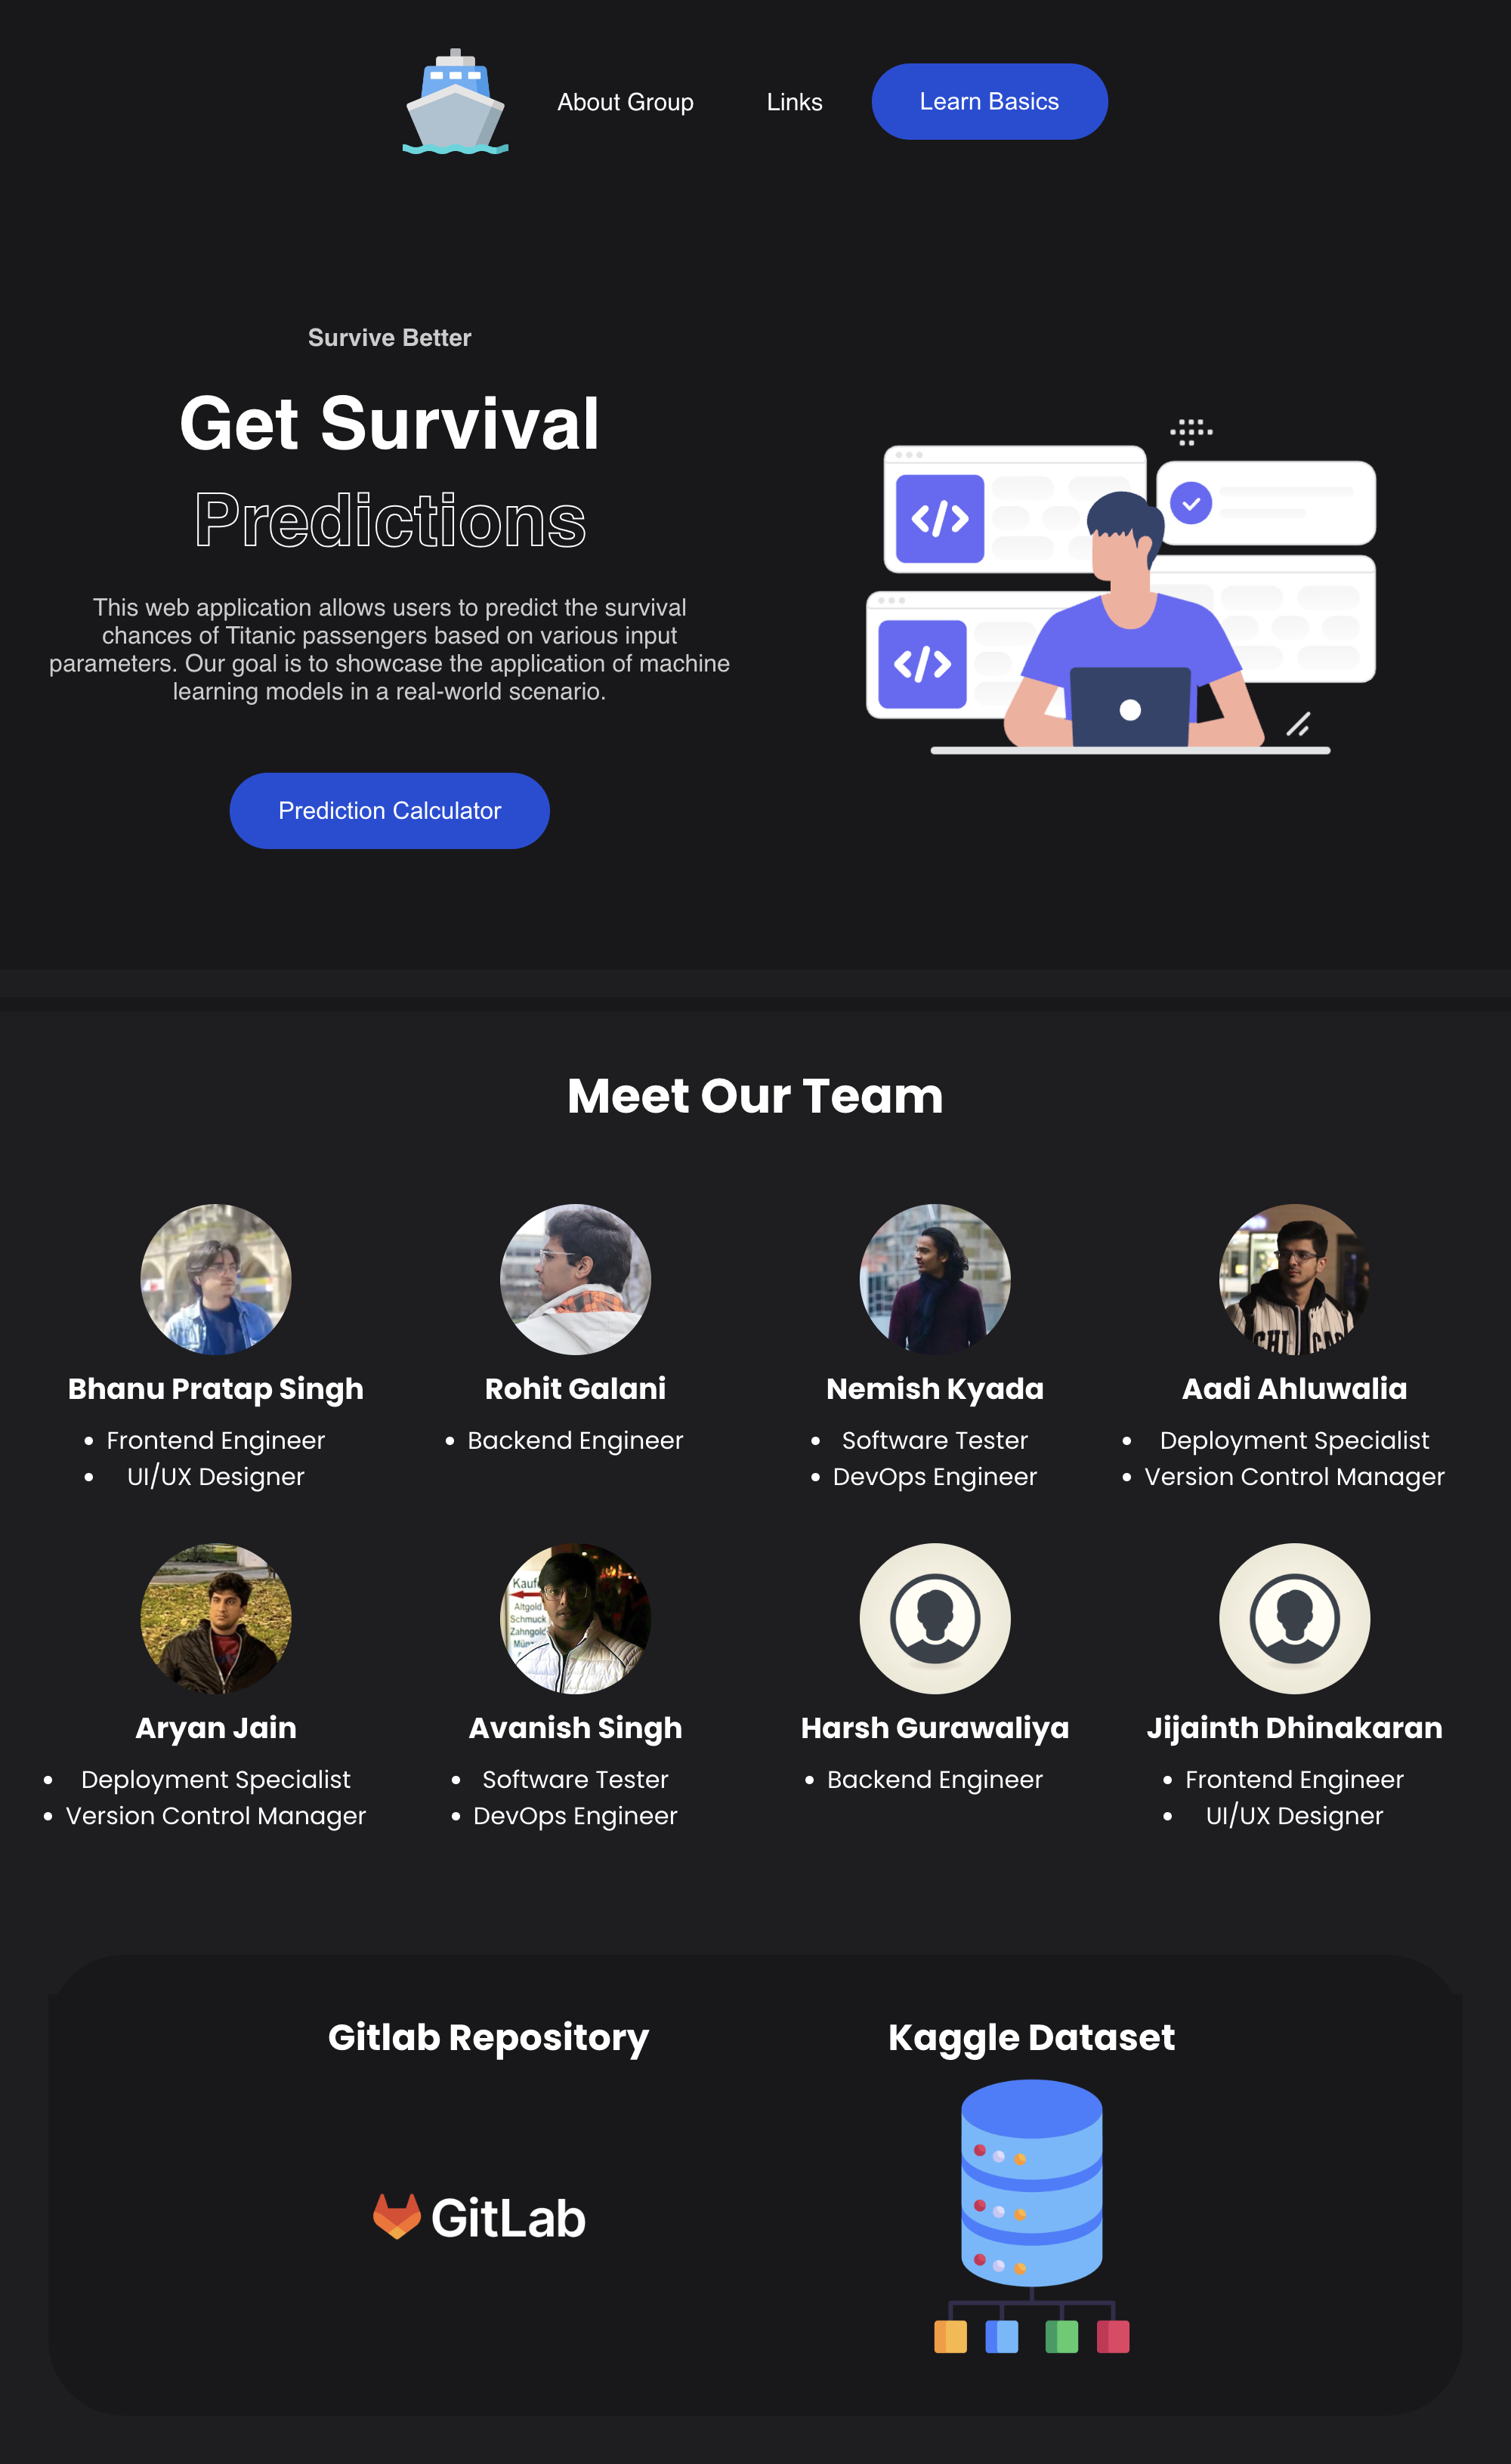 About Group
Links
Learn Basics
Survive Better
Get Survival
Predictions
This web application allows users to predict the survival
chances of Titanic passengers based on various input
parameters. Our goal is to showcase the application of machine
learning models in a real-world scenario.
</>
</>
Prediction Calculator
Meet Our Team
Bhanu Pratap Singh
• Frontend Engineer
• UI/UX Designer
Rohit Galani
• Backend Engineer
Nemish Kyada
• Software Tester
• DevOps Engineer
Aadi Ahluwalia
• Deployment Specialist
• Version Control Manager
Kauf
Altgold
Schmuck
Zahngold
Mün
Aryan Jain
• Deployment Specialist
• Version Control Manager
Avanish Singh
• Software Tester
• DevOps Engineer
Harsh Gurawaliya
• Backend Engineer
Jijainth Dhinakaran
• Frontend Engineer
• UI/UX Designer
Gitlab Repository
GitLab
Kaggle Dataset